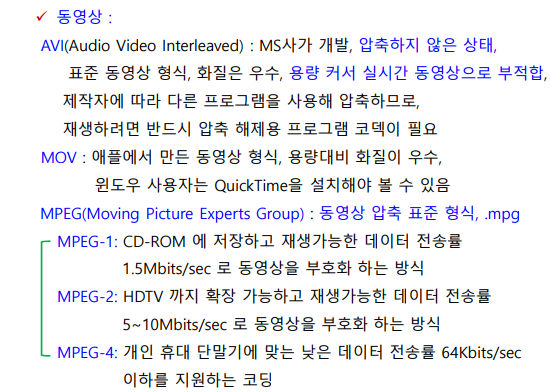 ✓ 동영상 :
AVI(Audio Video Interleaved) : MS사가 개발, 압축하지 않은 상태,
표준 동영상 형식, 화질은 우수, 용량 커서 실시간 동영상으로 부적합,
제작자에 따라 다른 프로그램을 사용해 압축하므로,
재생하려면 반드시 압축 해제용 프로그램 코덱이 필요
MOV : 애플에서 만든 동영상 형식, 용량대비 화질이 우수,
윈도우 사용자는 QuickTime을 설치해야 볼 수 있음
MPEG(Moving Picture Experts Group) : 동영상 압축 표준 형식, .mpg
MPEG-1: CD-ROM 에 저장하고 재생가능한 데이터 전송률
1.5Mbits/sec 로 동영상을 부호화 하는 방식
MPEG-2: HDTV 까지 확장 가능하고 재생가능한 데이터 전송률
5~10Mbits/sec 로 동영상을 부호화 하는 방식
MPEG-4: 개인 휴대 단말기에 맞는 낮은 데이터 전송률 64Kbits/sec
이하를 지원하는 코딩